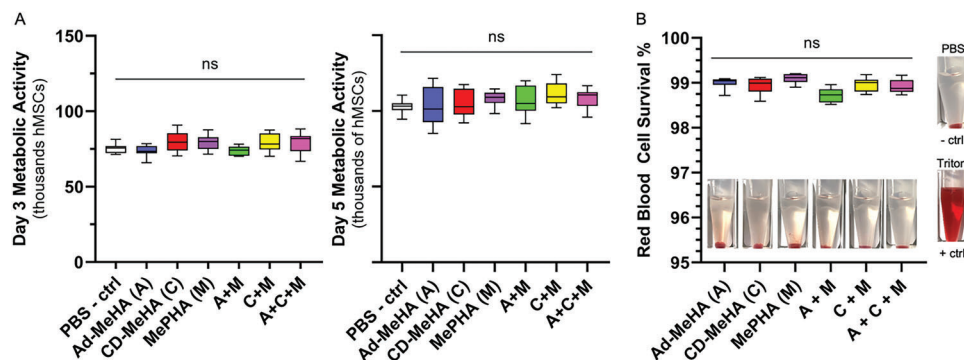 A
Day 3 Metabolic Activity
(thousands hMSCs)
150
100
75
50
0
ns
PBS - ctrl
Ad-MeHA (A)
CD-MeHA (C)
MePHA (M)
A+M
C+M
A+C+M
Day 5 Metabolic Activity
(thousands of hMSCs)
ns
PBS - ctrl
Ad-MeHA (A)
CD-MeHA (C)
MePHA (M)
A+M
C+M
A+C+M
B
Red Blood Cell Survival %
100
99
98
97
96
95
ns
Ad-MeHA (A)
CD-MeHA (C)
MePHA (M)
A + M
C + M
A + C + M
PBS
- ctrl
Triton
+ ctrl